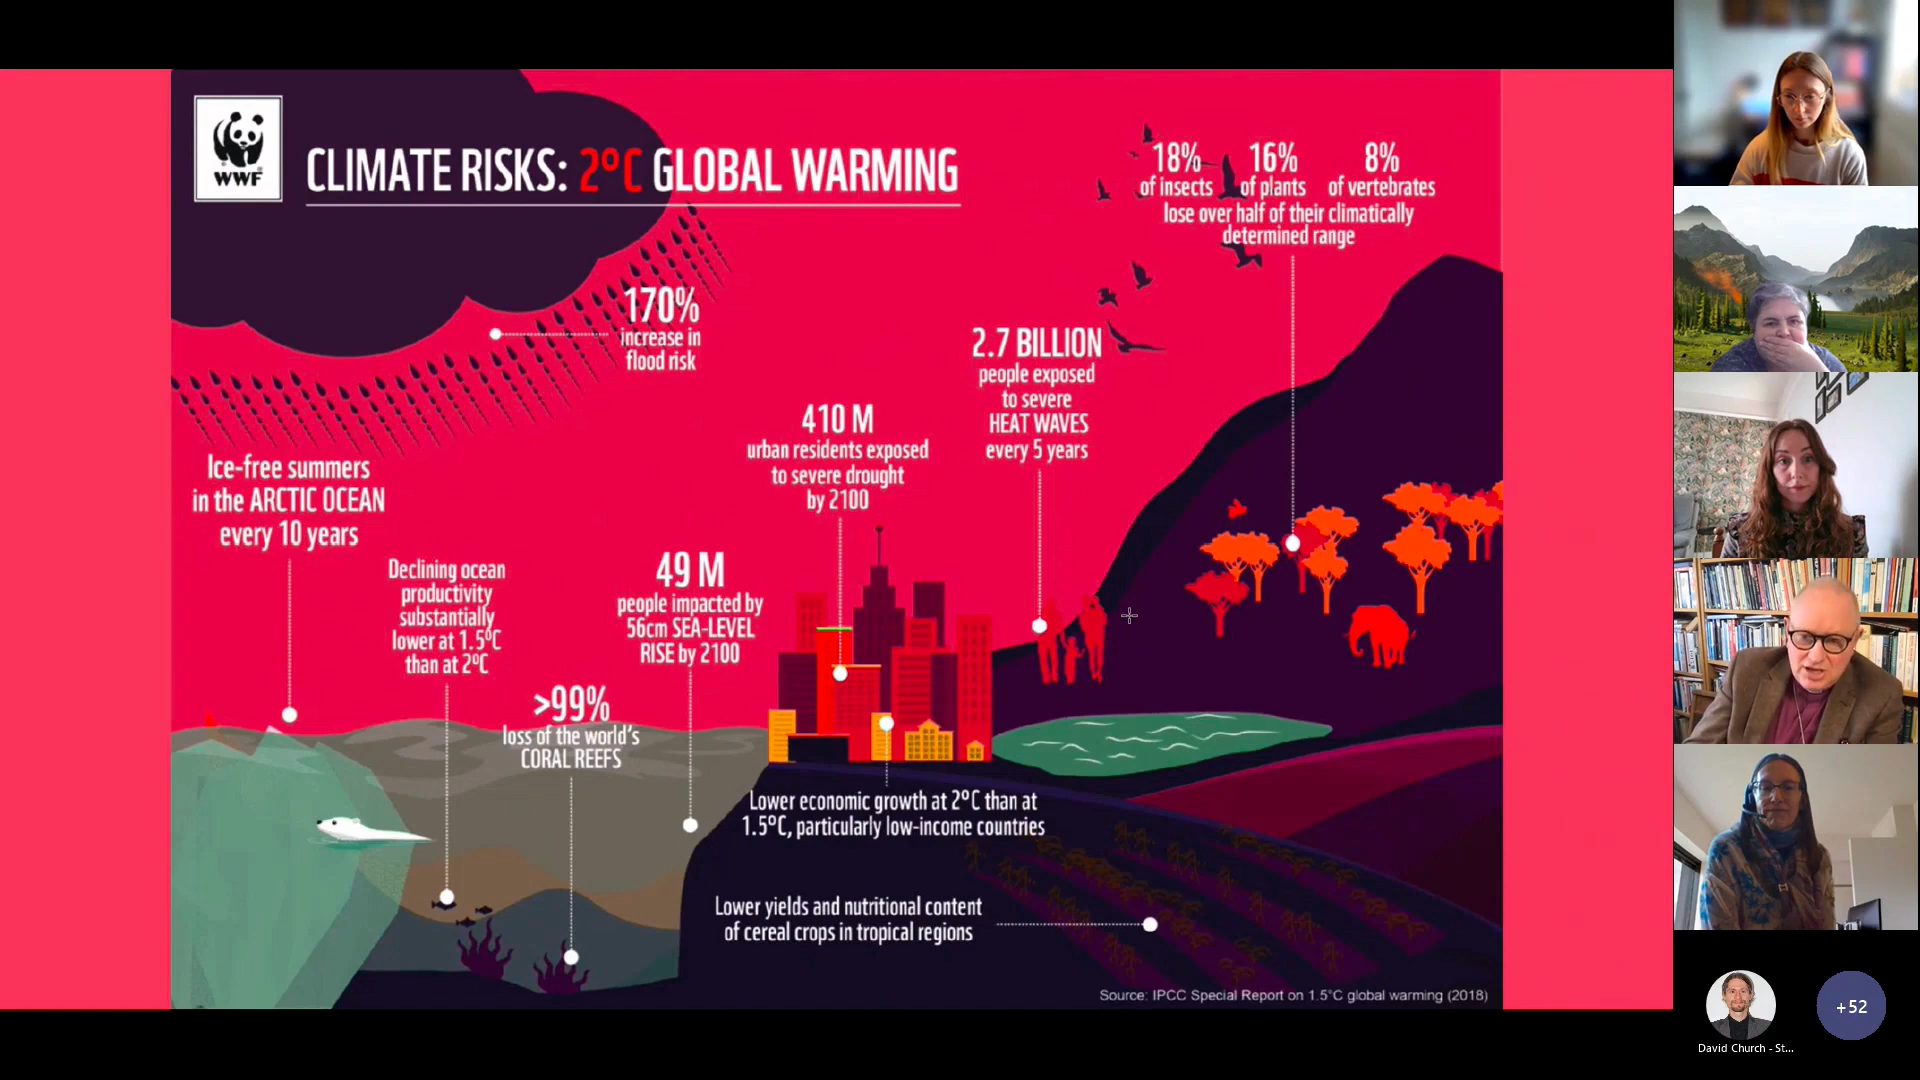 WWF
CLIMATE RISKS: 2ºC GLOBAL WARMING
18%
of insects
16%
of plants
8%
of vertebrates
lose over half of their climatically
determined range
170%
increase in
flood risk
2.7 BILLION
people exposed
to severe
HEAT WAVES
every 5 years
410 M
urban residents exposed
to severe drought
by 2100
Ice-free summers
in the ARCTIC OCEAN
every 10 years
Declining ocean
productivity
substantially
lower at 1.5ºC
than at 2ºC
49 M
people impacted by
56cm SEA-LEVEL
RISE by 2100
>99%
loss of the world's
CORAL REEFS
Lower economic growth at 2ºC than at
1.5ºC, particularly low-income countries
Lower yields and nutritional content
of cereal crops in tropical regions
Source: IPCC Special Report on 1.5°C global warming (2018)
David Church - St...
+52